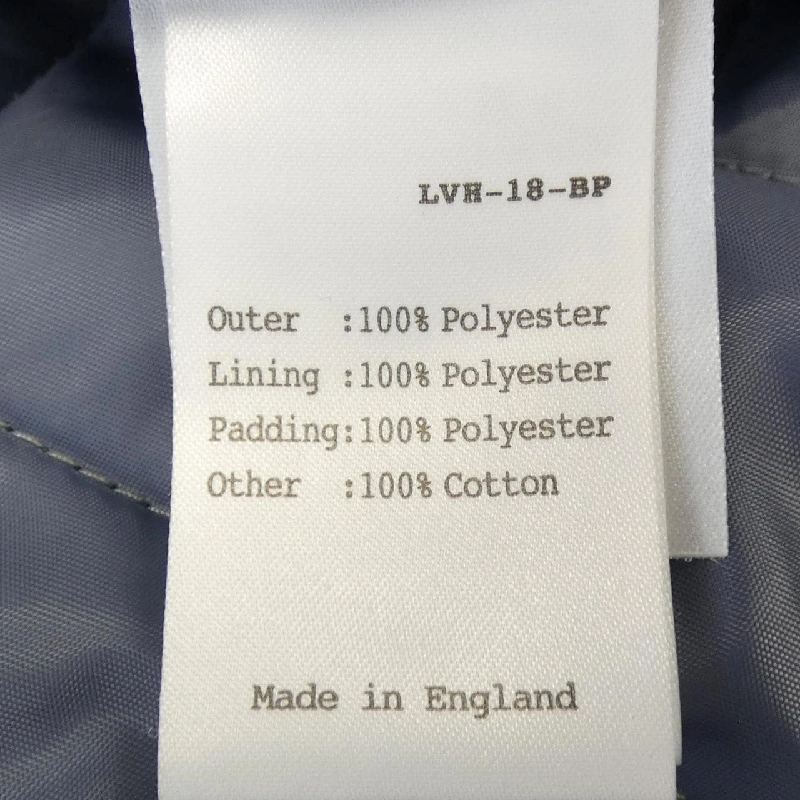 LVH-18-BP
Outer :100% Polyester
Lining :100% Polyester
Padding:100% Polyester
Other :100% Cotton
Made in England